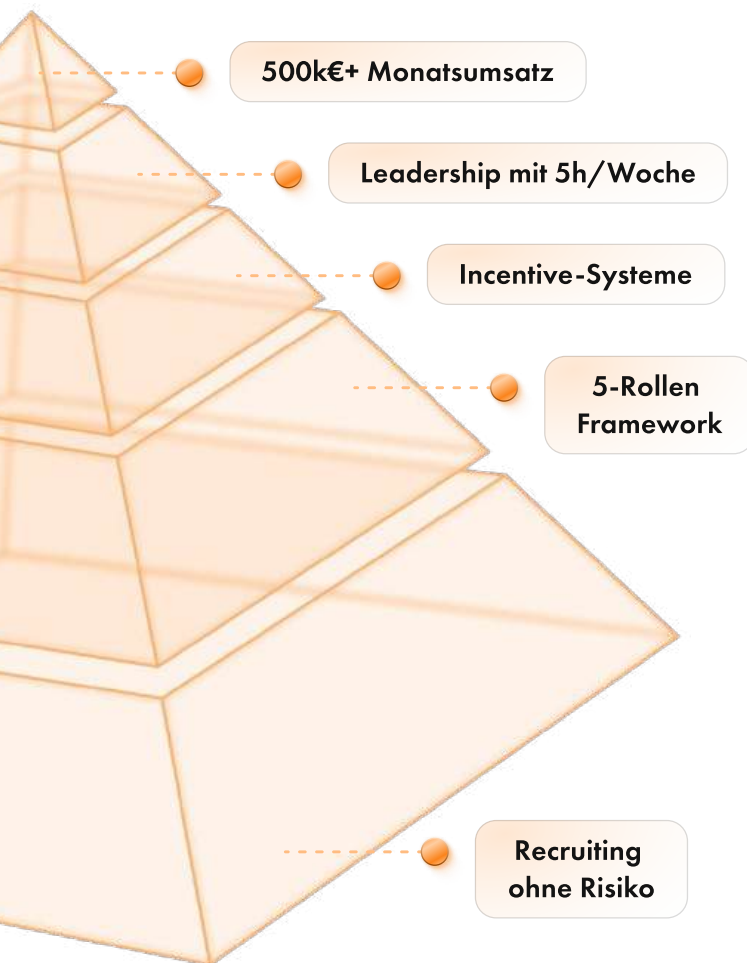 500k€+ Monatsumsatz
Leadership mit 5h/Woche
Incentive-Systeme
5-Rollen
Framework
Recruiting
ohne Risiko